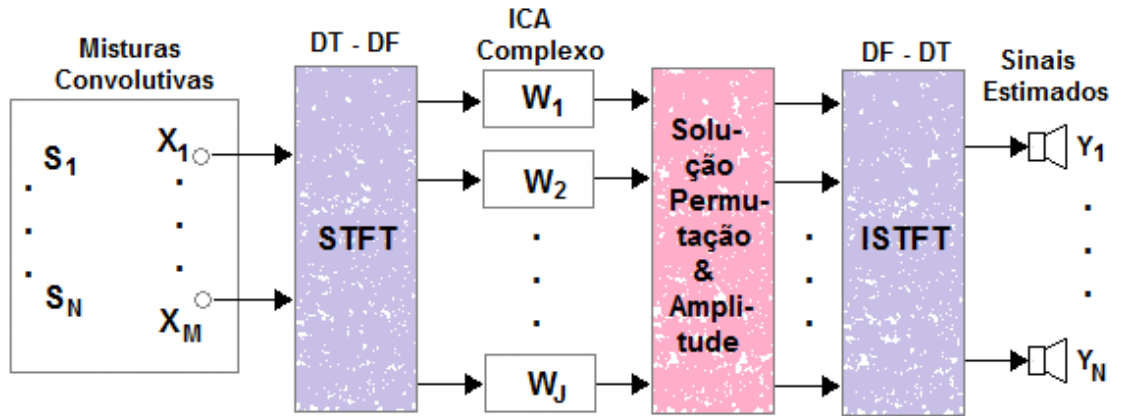 Misturas
Convolutivas
S1
SN
X1
XM
DT - DF
STFT
ICA
Complexo
W1
W2
WJ
Solu-
ção
Permu-
tação
&
Ampli-
tude
DF - DT
ISTFT
Sinais
Estimados
Y1
YN